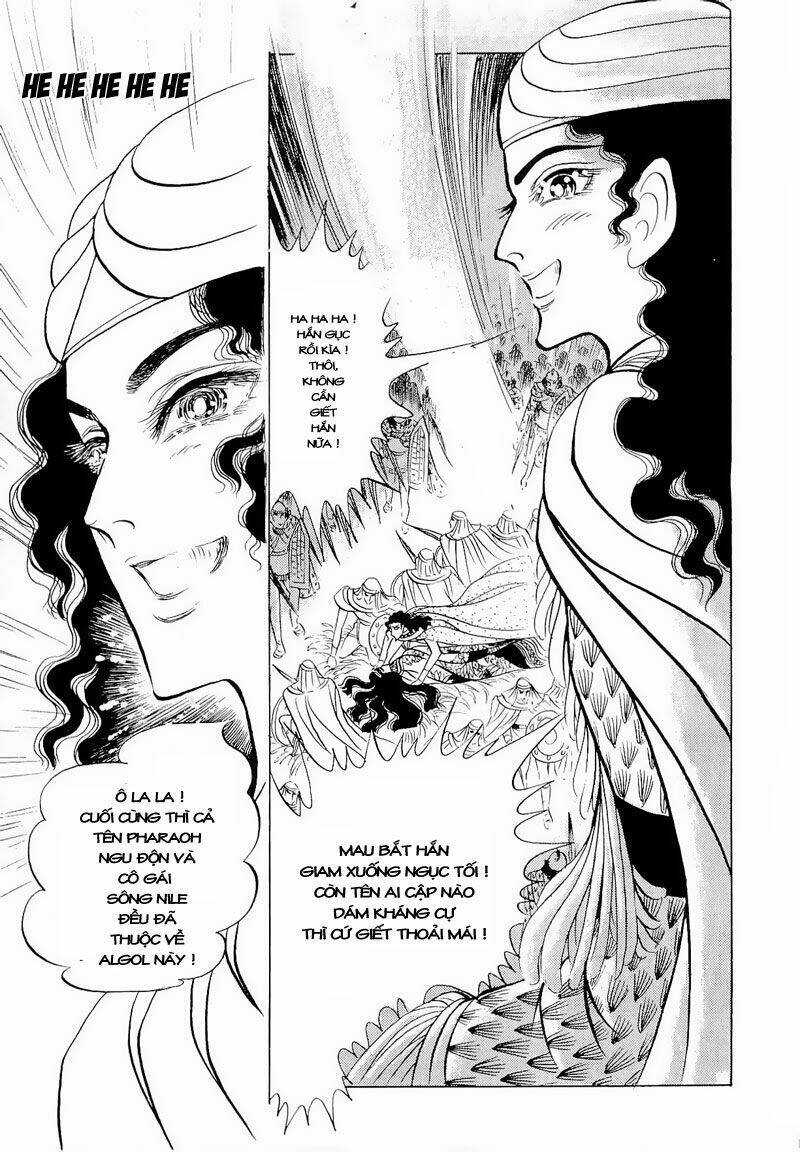 HA HA HA !
HẮN GỤC
RỒI KÌA !
THÔI,
KHÔNG
CẦN
GIẾT
HẮN
NỮA !
MAU BẮT HẮN
GIAM XUỐNG NGỤC TỐI !
CÒN TÊN AI CẬP NÀO
DÁM KHÁNG CỰ
THÌ CỨ GIẾT THOẢI MÁI !
HE HE HE HE HE
Ô LA LA !
CUỐI CÙNG THÌ CẢ
TÊN PHARAOH
NGU ĐỘN VÀ
CÔ GÁI
SÔNG NILE
ĐỀU ĐÃ
THUỘC VỀ
ALGOL NÀY !